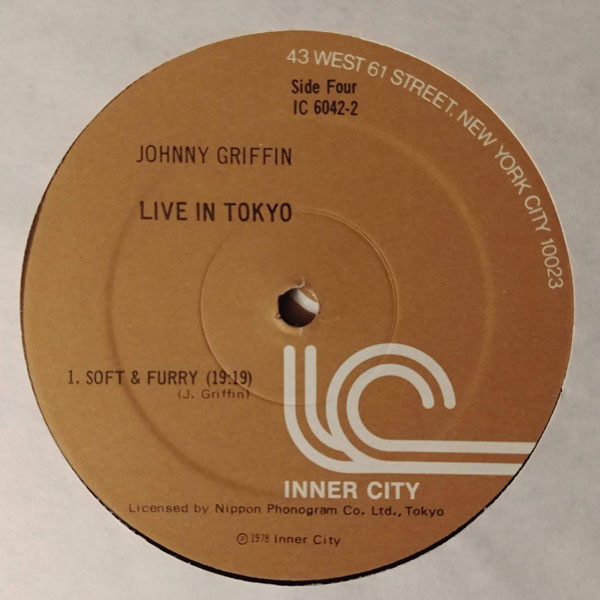 43 WEST 61 STREET. NEW YORK CITY 10023
Side Four
IC 6042-2
JOHNNY GRIFFIN
LIVE IN TOKYO
1. SOFT & FURRY (19:19)
(J. Griffin)
IC
INNER CITY
Licensed by Nippon Phonogram Co. Ltd., Tokyo
℗1978 Inner City